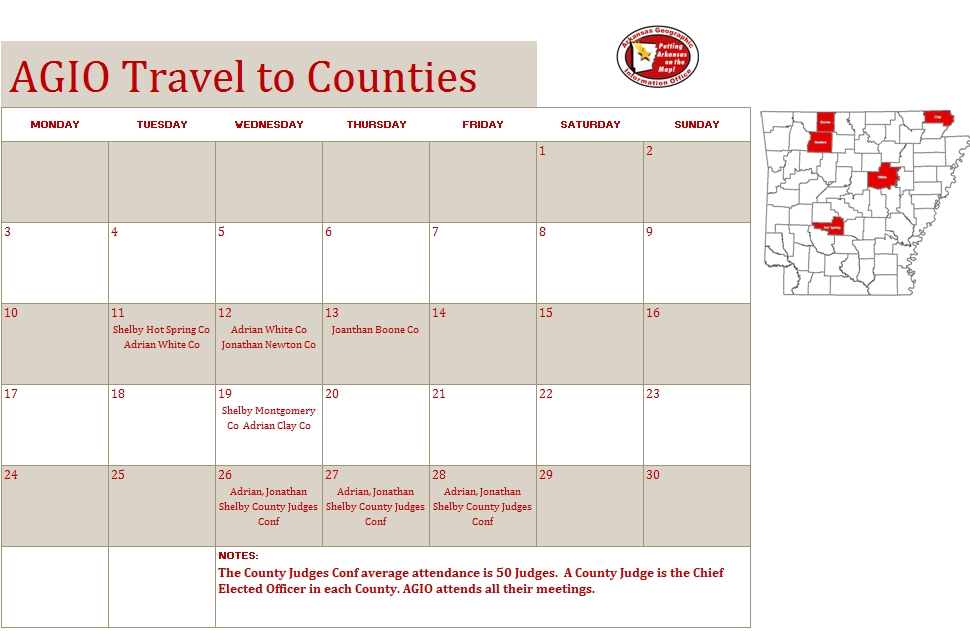 Arkansas Geographic
Putting
Arkansas
on the
Map!
Information Office
AGIO Travel to Counties
MONDAY TUESDAY WEDNESDAY THURSDAY FRIDAY SATURDAY SUNDAY
1 2
3 4 5 6 7 8 9
10 11 12 13 14 15 16
Shelby Hot Spring Co Adrian White Co Joanthan Boone Co
Adrian White Co Jonathan Newton Co
17 18 19 20 21 22 23
Shelby Montgomery
Co Adrian Clay Co
24 25 26 27 28 29 30
Adrian, Jonathan Adrian, Jonathan Adrian, Jonathan
Shelby County Judges Shelby County Judges Shelby County Judges
Conf Conf Conf
NOTES:
The County Judges Conf average attendance is 50 Judges. A County Judge is the Chief
Elected Officer in each County. AGIO attends all their meetings.
Clay
Hot Spring